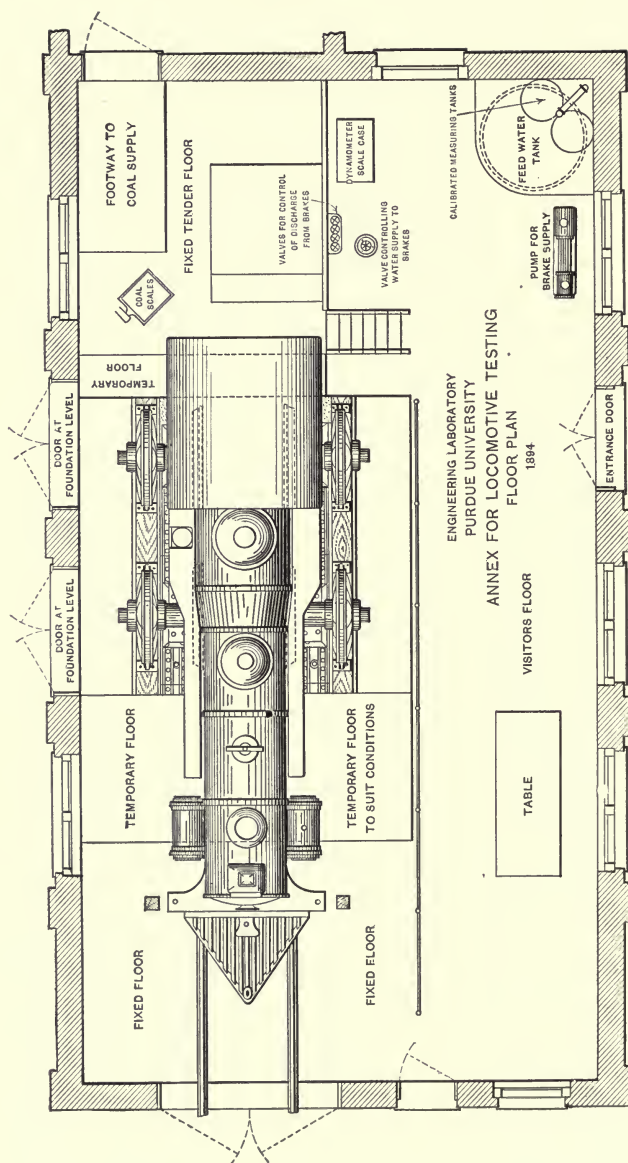 FOOTWAY TO
COAL SUPPLY
FIXED TENDER FLOOR
VALVES FOR CONTROL
OF DISCHARGE
FROM BRAKES
DYNAMOMETER
SCALE CASE
VALVE CONTROLLING
WATER SUPPLY TO
BRAKES
CALIBRATED MEASURING TANKS
FEED WATER
TANK
PUMP FOR
BRAKE SUPPLY
COAL
SCALES
TEMPORARY
FLOOR
DOOR AT
FOUNDATION LEVEL
DOOR AT
FOUNDATION LEVEL
ENGINEERING LABORATORY
PURDUE UNIVERSITY
ANNEX FOR LOCOMOTIVE TESTING
FLOOR PLAN
1894
ENTRANCE DOOR
VISITORS FLOOR
TEMPORARY FLOOR
TEMPORARY FLOOR
TO SUIT CONDITIONS
TABLE
FIXED FLOOR
FIXED FLOOR